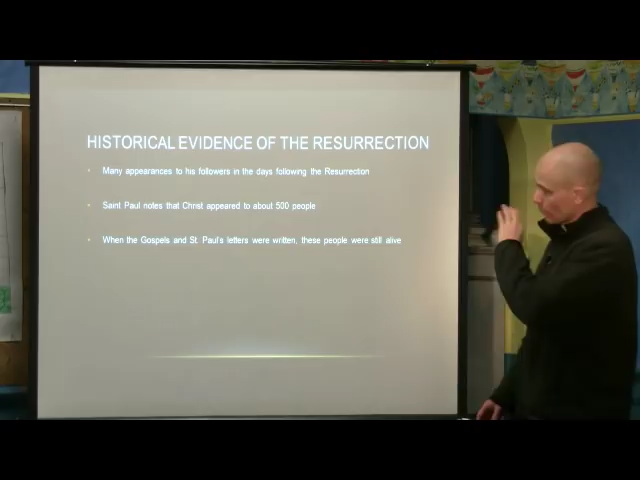 HISTORICAL EVIDENCE OF THE RESURRECTION
Many appearances to his followers in the days following the Resurrection
Saint Paul notes that Christ appeared to about 500 people
When the Gospels and St. Paul's letters were written, these people were still alive